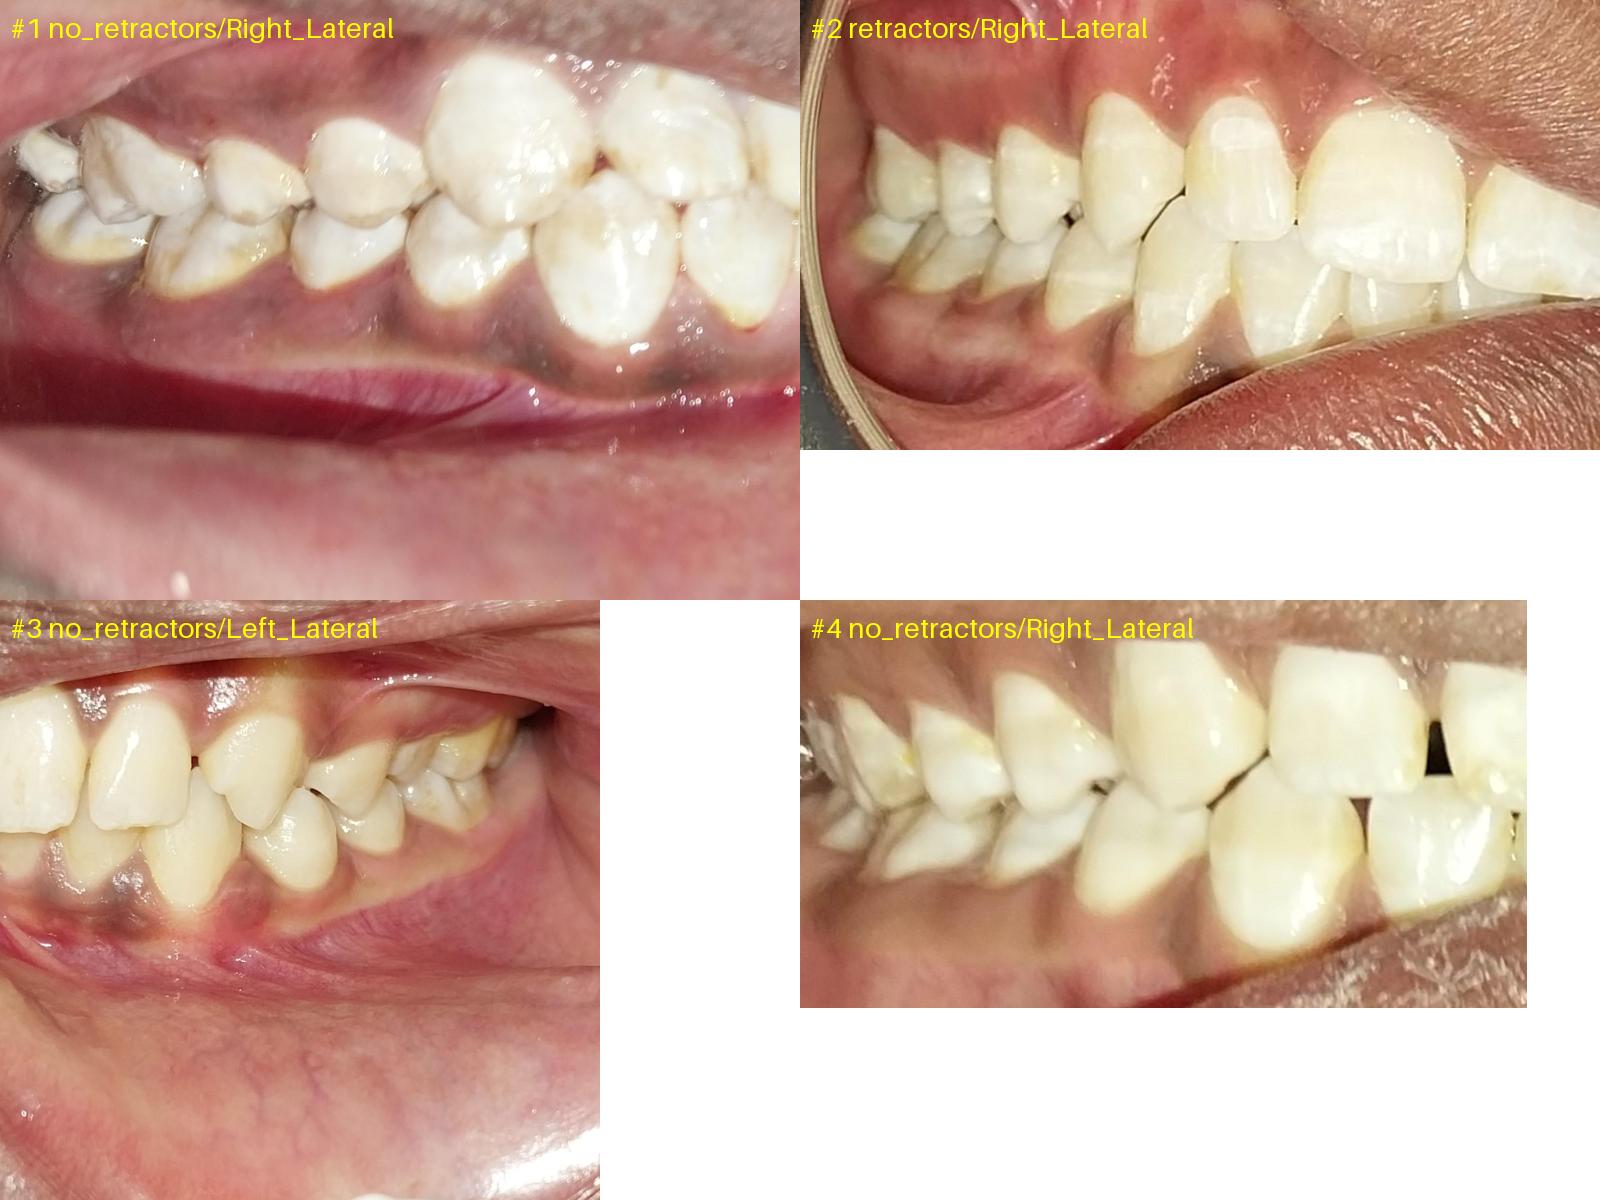 #1 no_retractors/Right_Lateral
#2 retractors/Right_Lateral
#3 no_retractors/Left_Lateral
#4 no_retractors/Right_Lateral